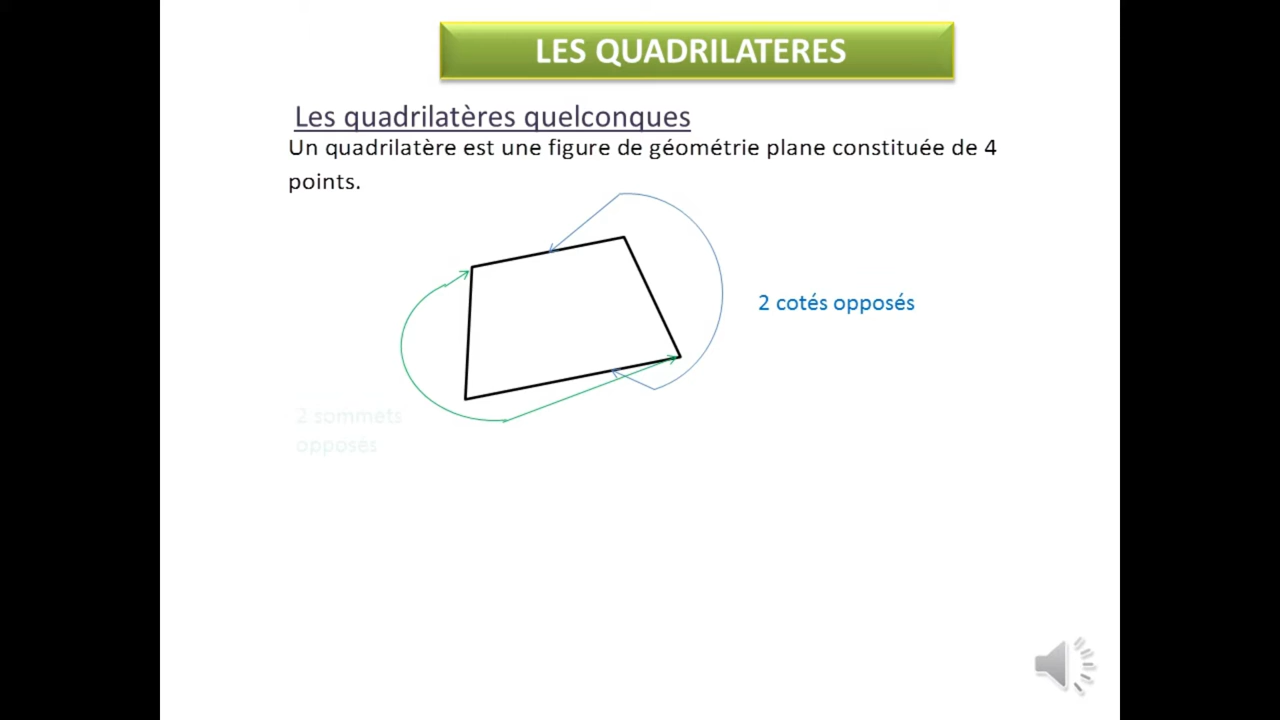 LES QUADRILATERES
Les quadrilatères quelconques
Un quadrilatère est une figure de géométrie plane constituée de 4
points.
2 cotés opposés
2 sommets
opposés